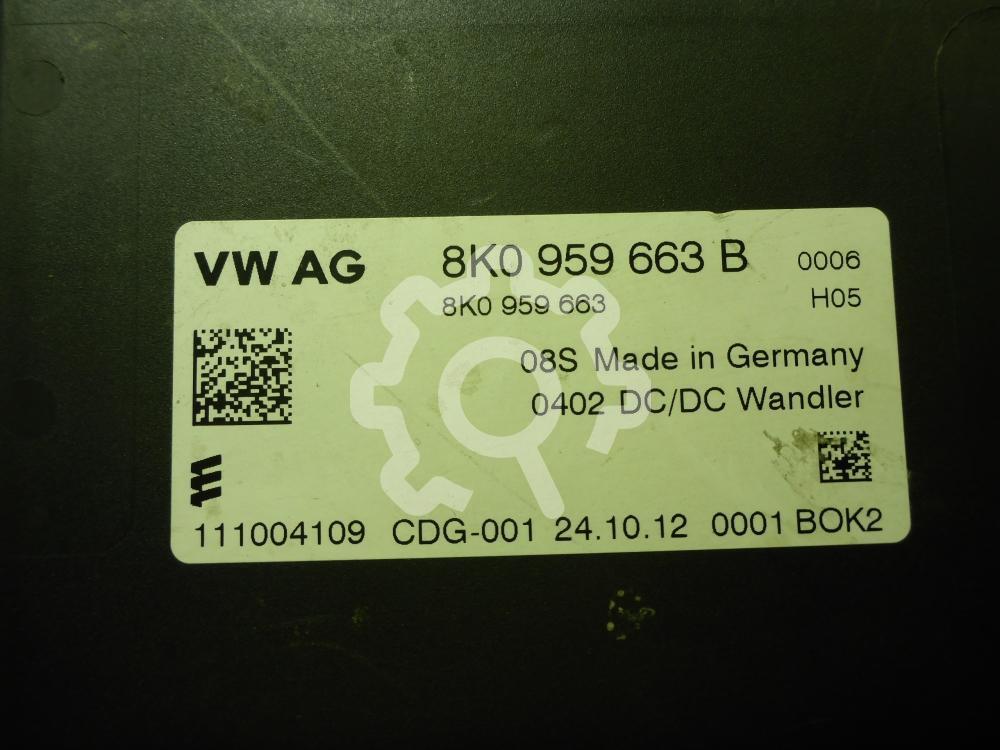 VW AG 8K0 959 663 B 0006
8K0 959 663 H05
08S Made in Germany
0402 DC/DC Wandler
111004109 CDG-001 24.10.12 0001 BOK2